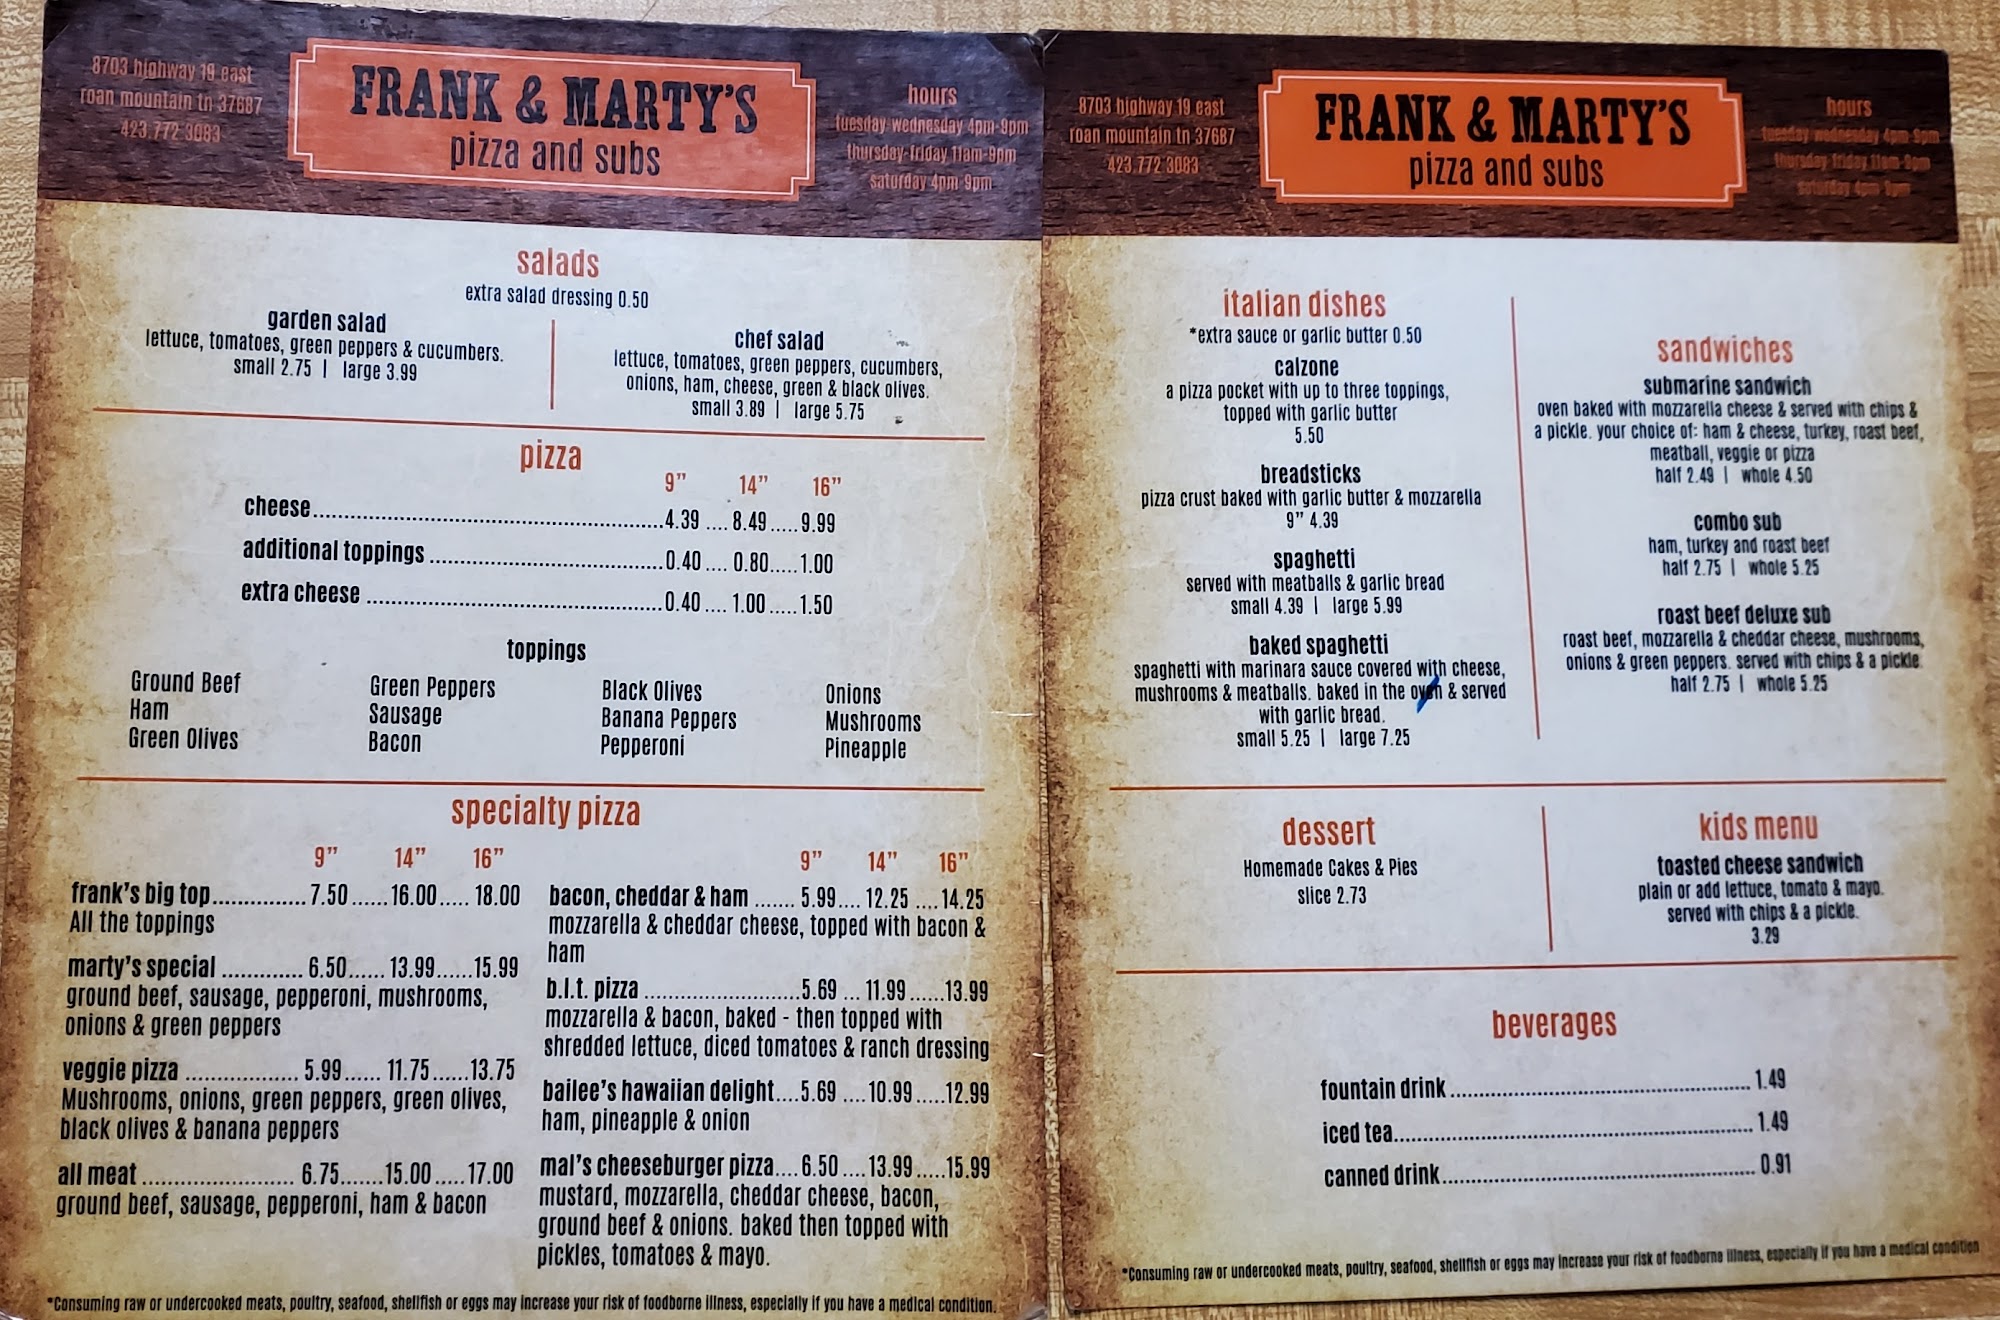 8703 highway 19 east
roan mountain tn 37687
423.772.3083
FRANK & MARTY'S
pizza and subs
hours
tuesday-wednesday 4pm-9pm
thursday-friday 11am-9pm
saturday 4pm-9pm
salads
extra salad dressing 0.50
garden salad
lettuce, tomatoes, green peppers & cucumbers.
small 2.75 | large 3.99
chef salad
lettuce, tomatoes, green peppers, cucumbers,
onions, ham, cheese, green & black olives.
small 3.89 | large 5.75
pizza
9" 14" 16"
cheese 4.39 8.49 9.99
additional toppings 0.40 0.80 1.00
extra cheese 0.40 1.00 1.50
toppings
Ground Beef
Ham
Green Olives
Green Peppers
Sausage
Bacon
Black Olives
Banana Peppers
Pepperoni
Onions
Mushrooms
Pineapple
specialty pizza
9" 14" 16"
frank's big top 7.50 16.00 18.00
All the toppings
marty's special 6.50 13.99 15.99
ground beef, sausage, pepperoni, mushrooms,
onions & green peppers
veggie pizza 5.99 11.75 13.75
Mushrooms, onions, green peppers, green olives,
black olives & banana peppers
all meat 6.75 15.00 17.00
ground beef, sausage, pepperoni, ham & bacon
9" 14" 16"
bacon, cheddar & ham 5.99 12.25 14.25
mozzarella & cheddar cheese, topped with bacon &
ham
b.l.t. pizza 5.69 11.99 13.99
mozzarella & bacon, baked - then topped with
shredded lettuce, diced tomatoes & ranch dressing
bailee's hawaiian delight 5.69 10.99 12.99
ham, pineapple & onion
mal's cheeseburger pizza 6.50 13.99 15.99
mustard, mozzarella, cheddar cheese, bacon,
ground beef & onions. baked then topped with
pickles, tomatoes & mayo.
*Consuming raw or undercooked meats, poultry, seafood, shellfish or eggs may increase your risk of foodborne illness, especially if you have a medical condition.
8703 highway 19 east
roan mountain tn 37687
423.772.3083
FRANK & MARTY'S
pizza and subs
hours
tuesday-wednesday 4pm-9pm
thursday-friday 11am-9pm
saturday 4pm-9pm
italian dishes
*extra sauce or garlic butter 0.50
calzone
a pizza pocket with up to three toppings,
topped with garlic butter
5.50
breadsticks
pizza crust baked with garlic butter & mozzarella
9" 4.39
spaghetti
served with meatballs & garlic bread
small 4.39 | large 5.99
baked spaghetti
spaghetti with marinara sauce covered with cheese,
mushrooms & meatballs. baked in the oven & served
with garlic bread.
small 5.25 | large 7.25
sandwiches
submarine sandwich
oven baked with mozzarella cheese & served with chips &
a pickle. your choice of: ham & cheese, turkey, roast beef,
meatball, veggie or pizza
half 2.49 | whole 4.50
combo sub
ham, turkey and roast beef
half 2.75 | whole 5.25
roast beef deluxe sub
roast beef, mozzarella & cheddar cheese, mushrooms,
onions & green peppers. served with chips & a pickle.
half 2.75 | whole 5.25
dessert
Homemade Cakes & Pies
slice 2.73
kids menu
toasted cheese sandwich
plain or add lettuce, tomato & mayo.
served with chips & a pickle.
3.29
beverages
fountain drink 1.49
iced tea 1.49
canned drink 0.91
*Consuming raw or undercooked meats, poultry, seafood, shellfish or eggs may increase your risk of foodborne illness, especially if you have a medical condition